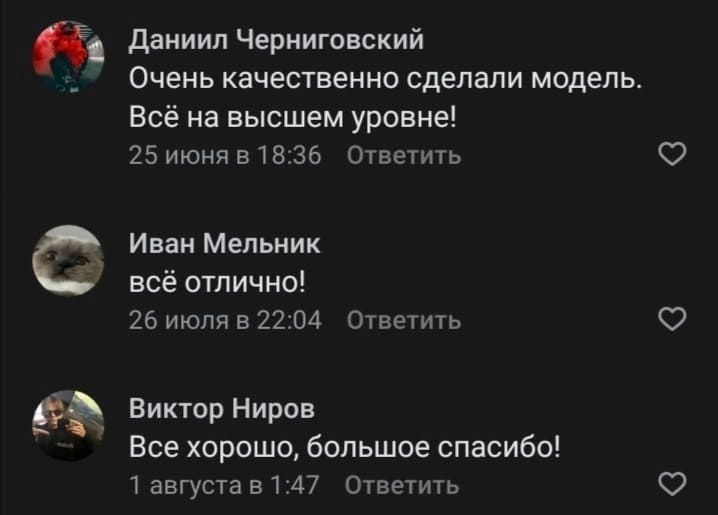 Даниил Черниговский
Очень качественно сделали модель.
Всё на высшем уровне!
25 июня в 18:36 Ответить
Иван Мельник
всё отлично!
26 июля в 22:04 Ответить
Виктор Ниров
Все хорошо, большое спасибо!
1 августа в 1:47 Ответить